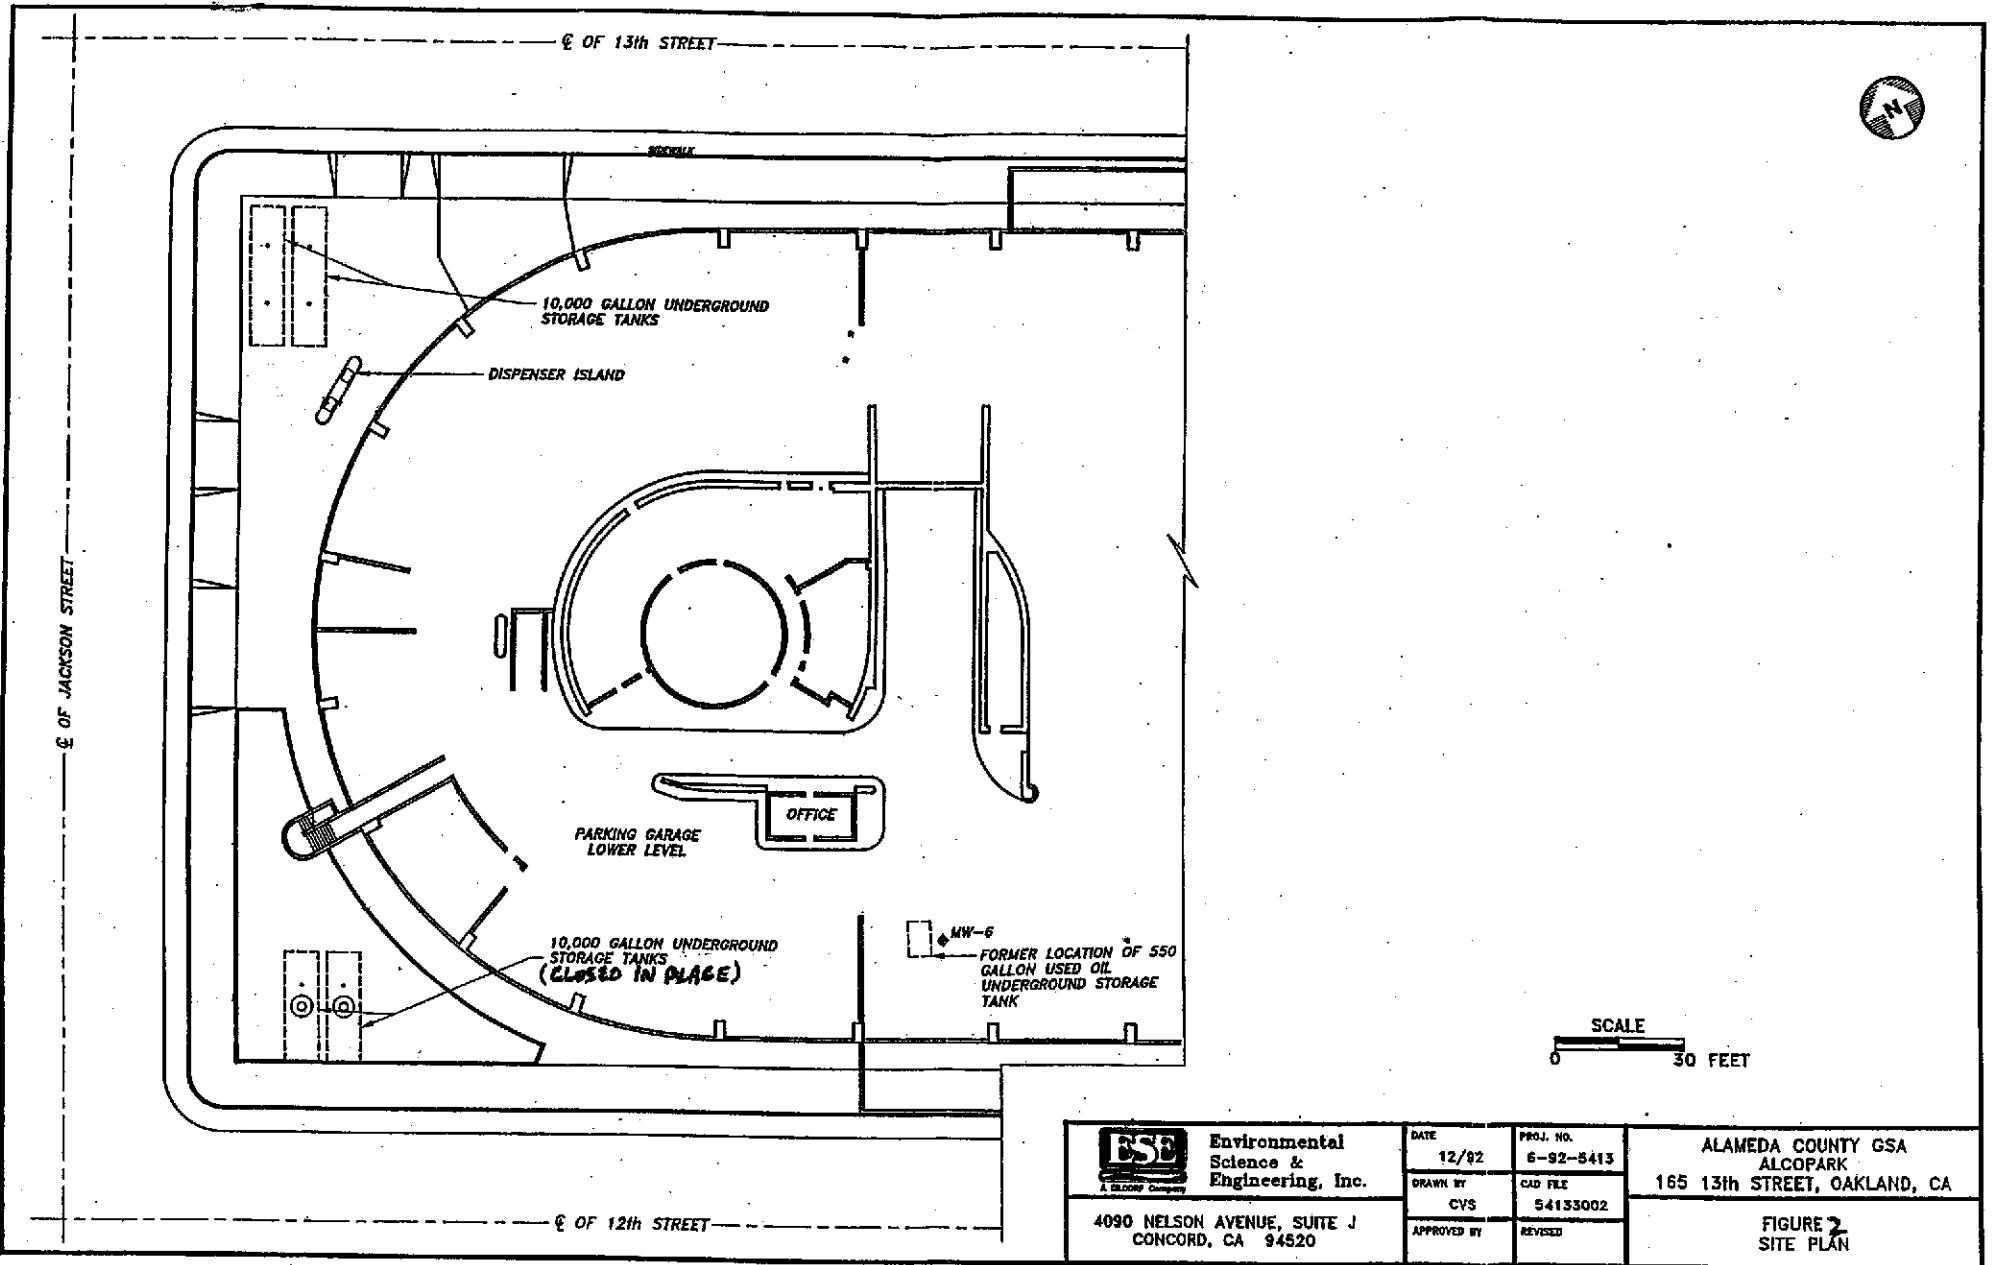 ℄ OF 13th STREET
N
SIDEWALK
10,000 GALLON UNDERGROUND
STORAGE TANKS
DISPENSER ISLAND
℄ OF JACKSON STREET
OFFICE
PARKING GARAGE
LOWER LEVEL
10,000 GALLON UNDERGROUND
STORAGE TANKS
(CLOSED IN PLACE)
MW-6
FORMER LOCATION OF 550
GALLON USED OIL
UNDERGROUND STORAGE
TANK
SCALE
0 30 FEET
℄ OF 12th STREET
ESE
A CILCORP Company
Environmental
Science &
Engineering, Inc.
4090 NELSON AVENUE, SUITE J
CONCORD, CA 94520
DATE
12/92
PROJ. NO.
6-92-5413
DRAWN BY
CVS
CAD FILE
54133002
APPROVED BY
REVISED
ALAMEDA COUNTY GSA
ALCOPARK
165 13th STREET, OAKLAND, CA
FIGURE 2
SITE PLAN